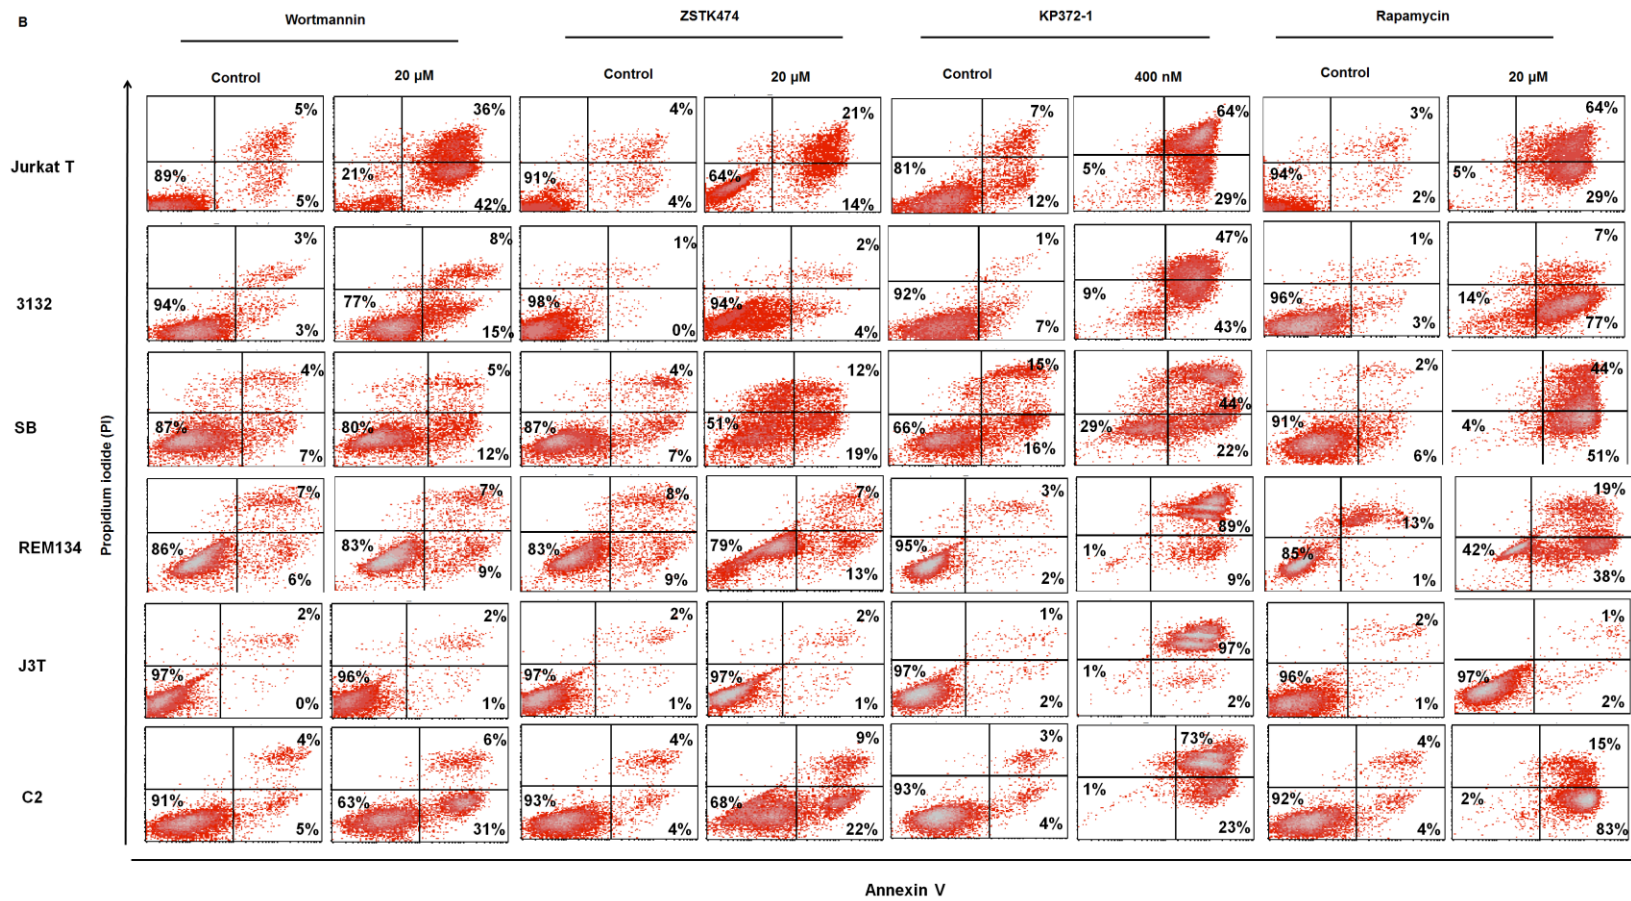 B
Wortmannin ZSTK474 KP372-1 Rapamycin
Control 20 µM Control 20 µM Control 400 nM Control 20 µM
Propidium iodide (PI)
Jurkat T
5% 36% 4% 21% 7% 64% 3% 64%
89% 21% 91% 64% 81% 5% 94% 5%
5% 42% 4% 14% 12% 29% 2% 29%
3132
3% 8% 1% 2% 1% 47% 1% 7%
94% 77% 98% 94% 92% 9% 96% 14%
3% 15% 0% 4% 7% 43% 3% 77%
SB
4% 5% 4% 12% 15% 44% 2% 44%
87% 80% 87% 51% 66% 29% 91% 4%
7% 12% 7% 19% 16% 22% 6% 51%
REM134
7% 7% 8% 7% 3% 89% 13% 19%
86% 83% 83% 79% 95% 1% 85% 42%
6% 9% 9% 13% 2% 9% 1% 38%
J3T
2% 2% 2% 2% 1% 97% 2% 1%
97% 96% 97% 97% 97% 1% 96% 97%
0% 1% 1% 1% 2% 2% 1% 2%
C2
4% 6% 4% 9% 3% 73% 4% 15%
91% 63% 93% 68% 93% 1% 92% 2%
5% 31% 4% 22% 4% 23% 4% 83%
Annexin V